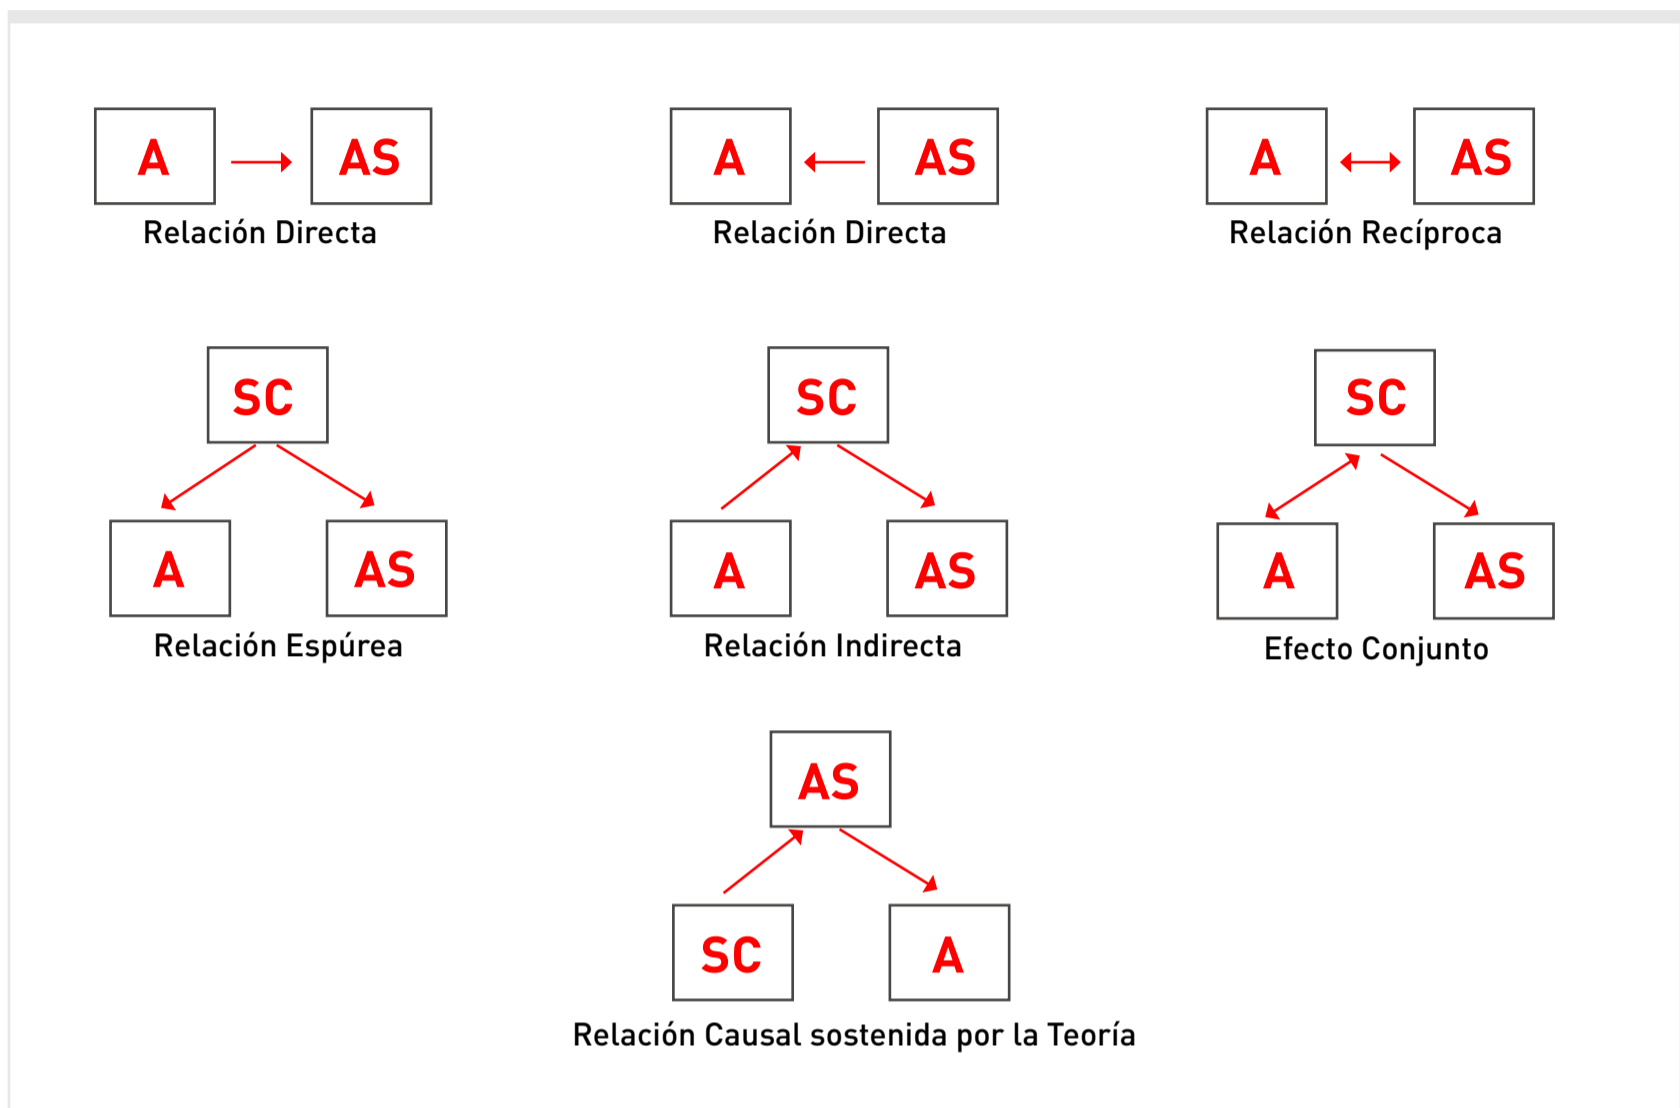 A AS
Relación Directa
A AS
Relación Directa
A AS
Relación Recíproca
SC
A AS
Relación Espúrea
SC
A AS
Relación Indirecta
SC
A AS
Efecto Conjunto
AS
SC A
Relación Causal sostenida por la Teoría